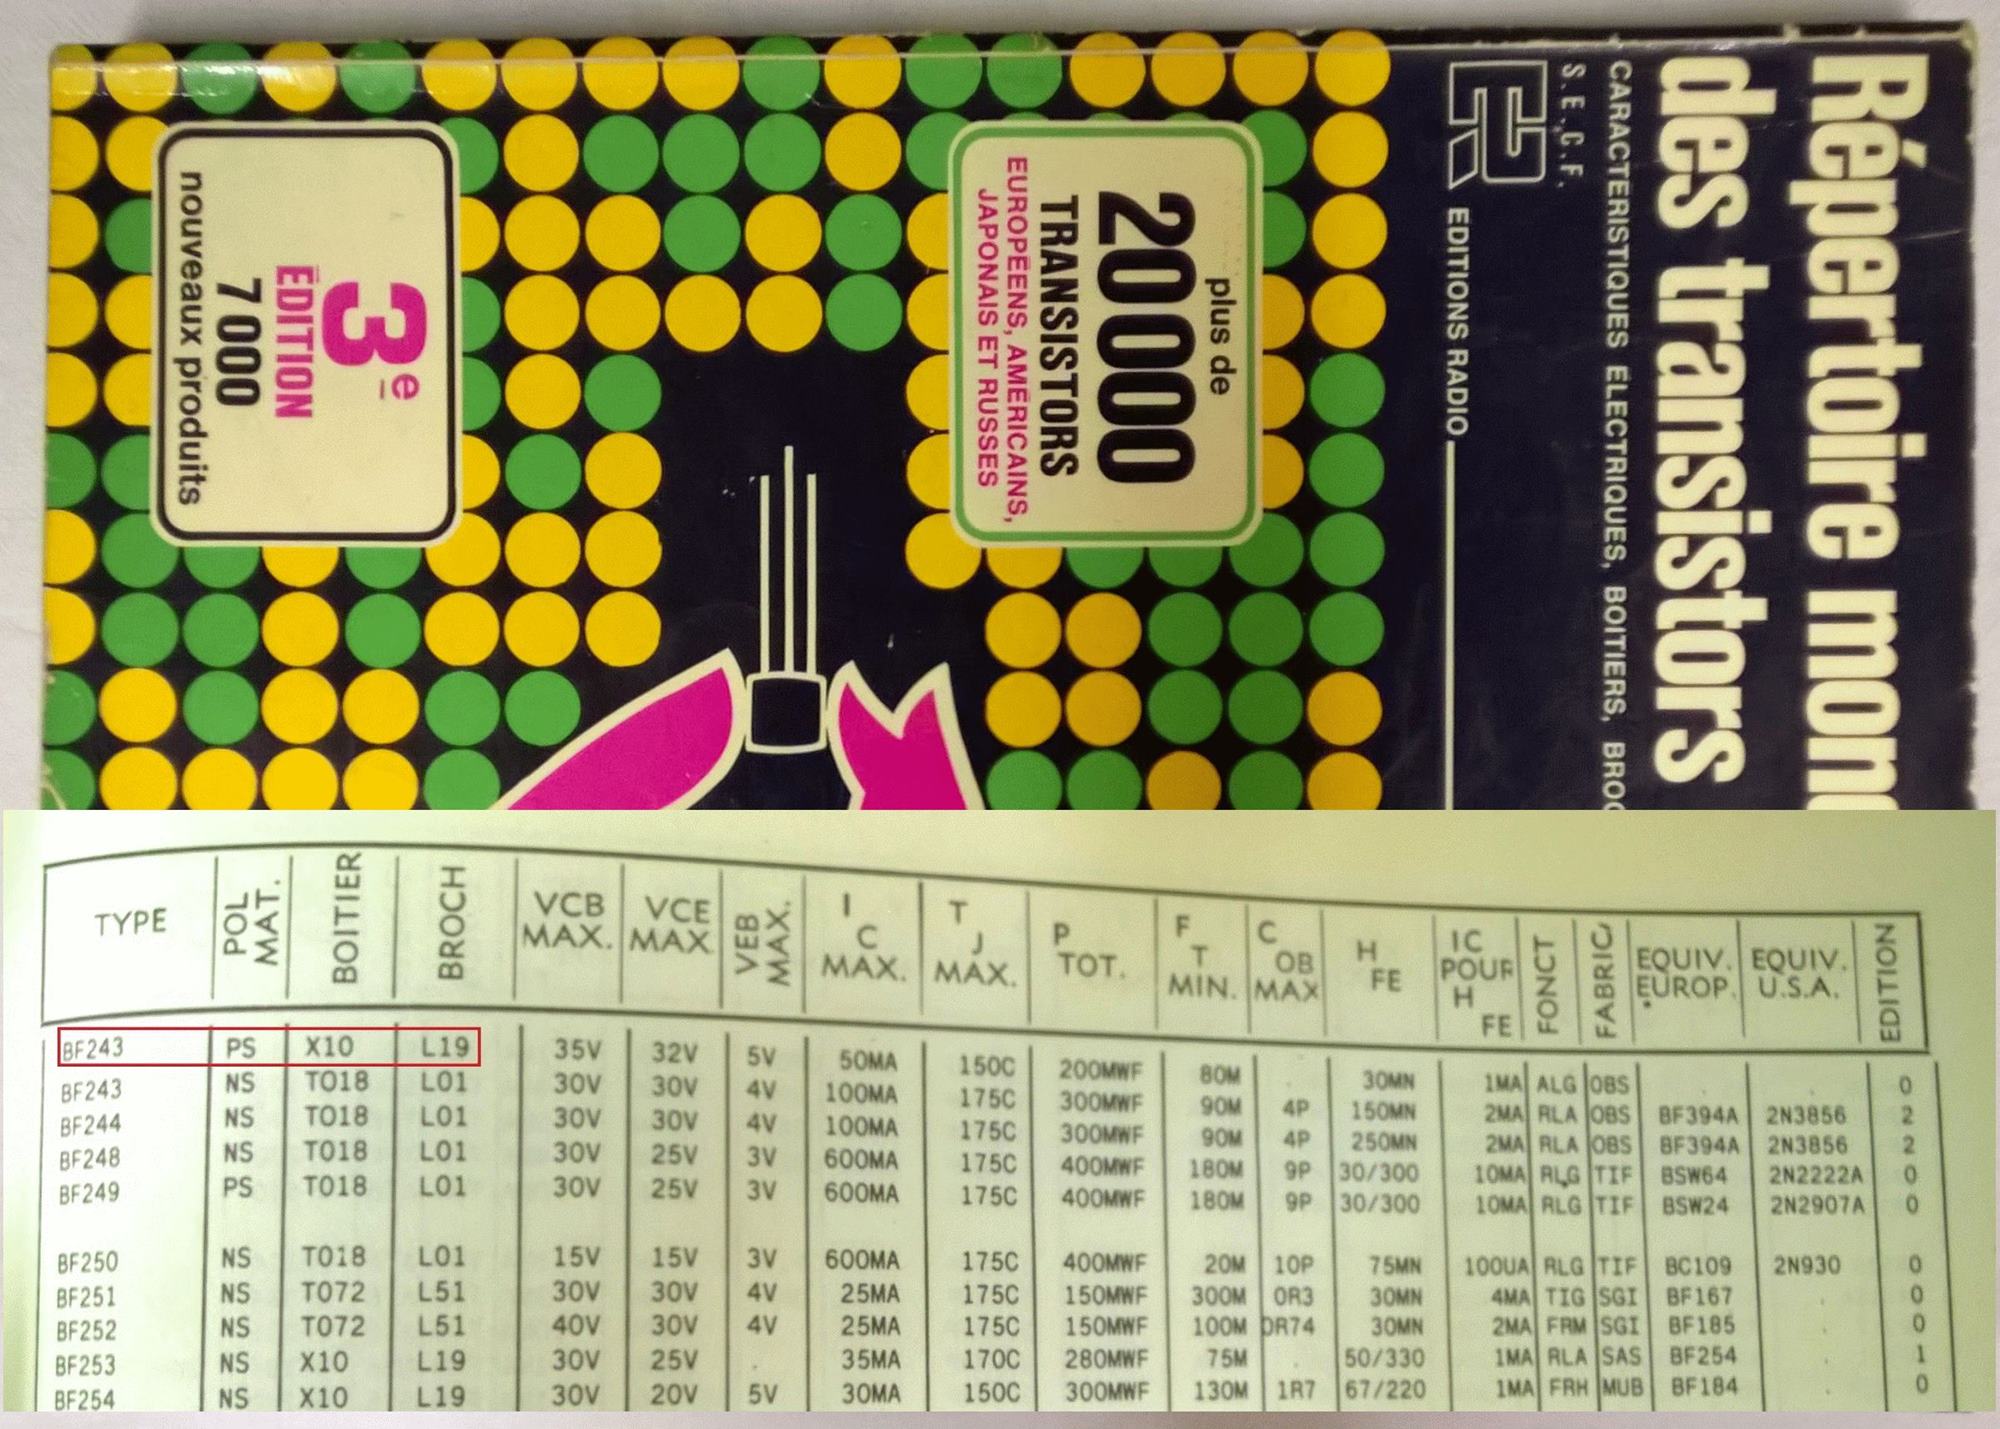 Répertoire mon
des transistors
CARACTERISTIQUES ELECTRIQUES, BOITIERS, BROC
S.E.C.F.
EDITIONS RADIO
plus de
20 000
TRANSISTORS
EUROPEENS, AMERICAINS,
JAPONAIS ET RUSSES
3e
EDITION
7 000
nouveaux produits
TYPE POL MAT. BOITIER BROCH VCB MAX. VCE MAX VEB MAX. I C MAX. T J MAX. P TOT. F T MIN. C OB MAX H FE IC POUR H FE FONCT FABRIC EQUIV. EUROP. EQUIV. U.S.A. EDITION
BF243 PS X10 L19 35V 32V 5V 50MA 150C 200MWF 80M . 30MN 1MA ALG OBS . . 0
BF243 NS TO18 L01 30V 30V 4V 100MA 175C 300MWF 90M 4P 150MN 2MA RLA OBS BF394A 2N3856 2
BF244 NS TO18 L01 30V 30V 4V 100MA 175C 300MWF 90M 4P 250MN 2MA RLA OBS BF394A 2N3856 2
BF248 NS TO18 L01 30V 25V 3V 600MA 175C 400MWF 180M 9P 30/300 10MA RLG TIF BSW64 2N2222A 0
BF249 PS TO18 L01 30V 25V 3V 600MA 175C 400MWF 180M 9P 30/300 10MA RLG TIF BSW24 2N2907A 0
BF250 NS TO18 L01 15V 15V 3V 600MA 175C 400MWF 20M 10P 75MN 100UA RLG TIF BC109 2N930 0
BF251 NS TO72 L51 30V 30V 4V 25MA 175C 150MWF 300M 0R3 30MN 4MA TIG SGI BF167 . 0
BF252 NS TO72 L51 40V 30V 4V 25MA 175C 150MWF 100M 0R74 30MN 2MA FRM SGI BF185 . 0
BF253 NS X10 L19 30V 25V . 35MA 170C 280MWF 75M . 50/330 1MA RLA SAS BF254 . 1
BF254 NS X10 L19 30V 20V 5V 30MA 150C 300MWF 130M 1R7 67/220 1MA FRH MUB BF184 . 0